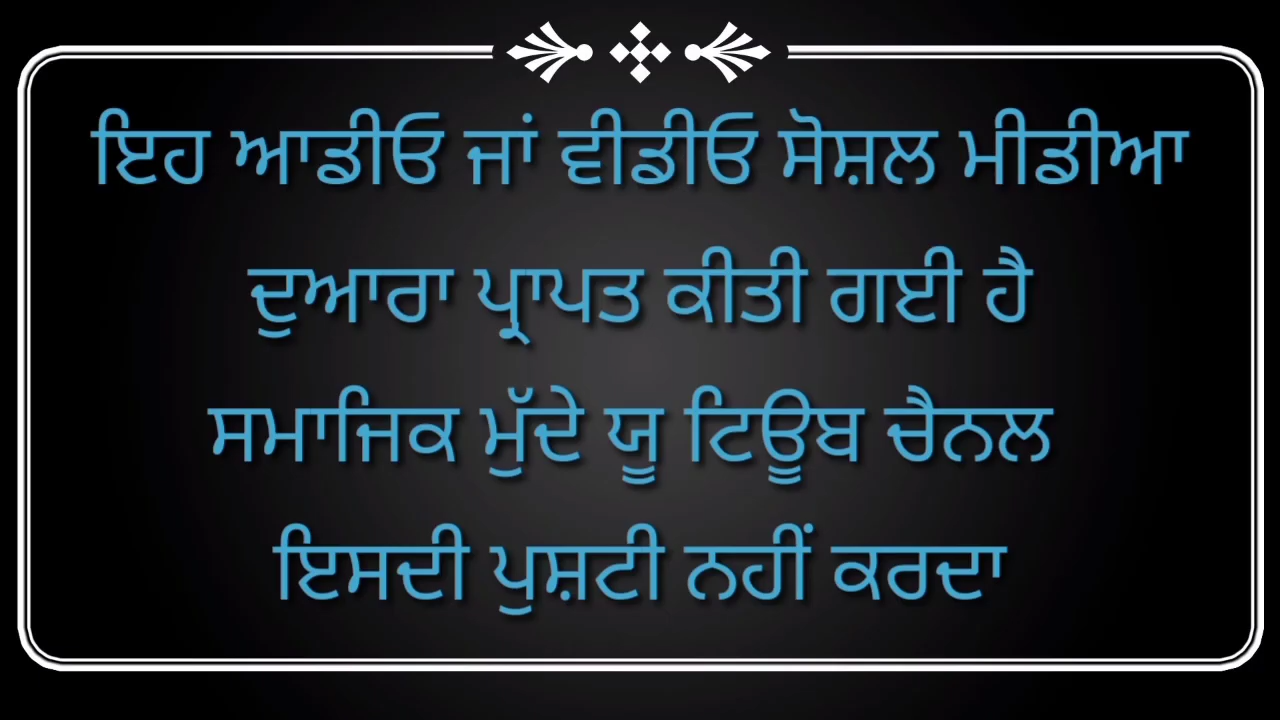 ਇਹ ਆਡੀਓ ਜਾਂ ਵੀਡੀਓ ਸੋਸ਼ਲ ਮੀਡੀਆ
ਦੁਆਰਾ ਪ੍ਰਾਪਤ ਕੀਤੀ ਗਈ ਹੈ
ਸਮਾਜਿਕ ਮੁੱਦੇ ਯੂ ਟਿਊਬ ਚੈਨਲ
ਇਸਦੀ ਪੁਸ਼ਟੀ ਨਹੀਂ ਕਰਦਾ